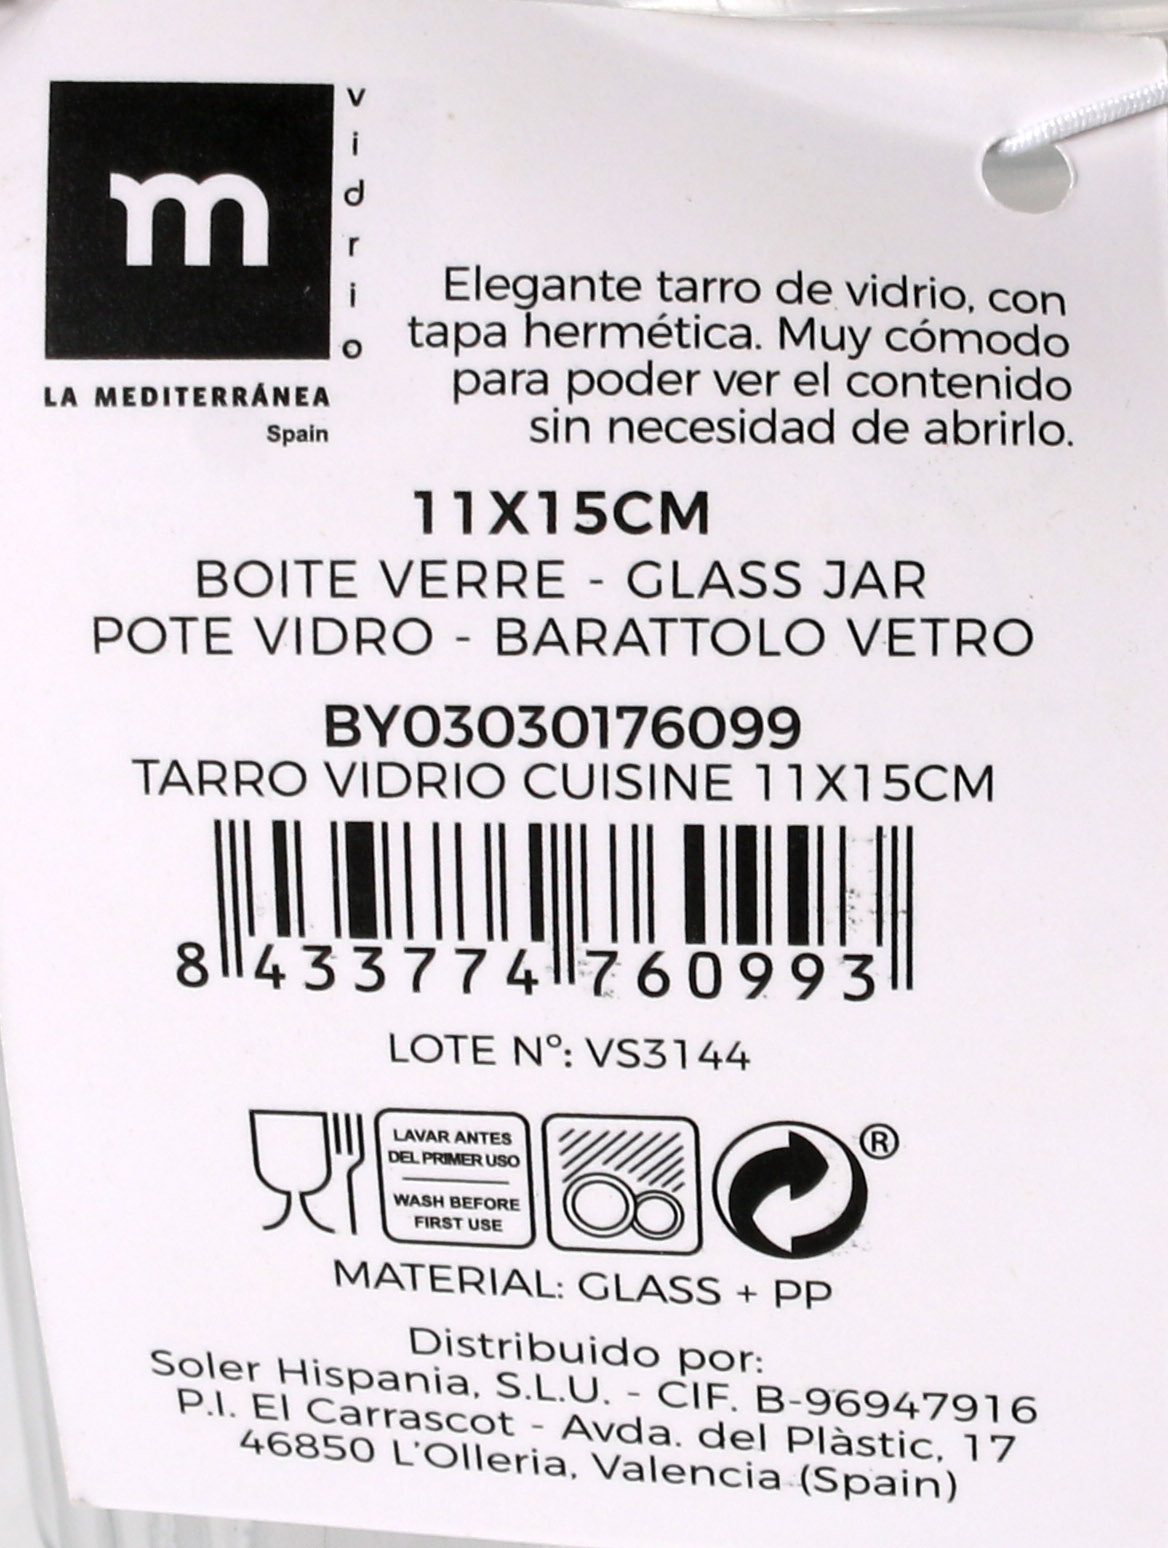 m
vidrio
LA MEDITERRÁNEA
Spain
Elegante tarro de vidrio, con
tapa hermética. Muy cómodo
para poder ver el contenido
sin necesidad de abrirlo.
11X15CM
BOITE VERRE - GLASS JAR
POTE VIDRO - BARATTOLO VETRO
BY03030176099
TARRO VIDRIO CUISINE 11X15CM
8 433774 760993
LOTE Nº: VS3144
LAVAR ANTES
DEL PRIMER USO
WASH BEFORE
FIRST USE
®
MATERIAL: GLASS + PP
Distribuido por:
Soler Hispania, S.L.U. - CIF. B-96947916
P.I. El Carrascot - Avda. del Plàstic, 17
46850 L'Olleria, Valencia (Spain)